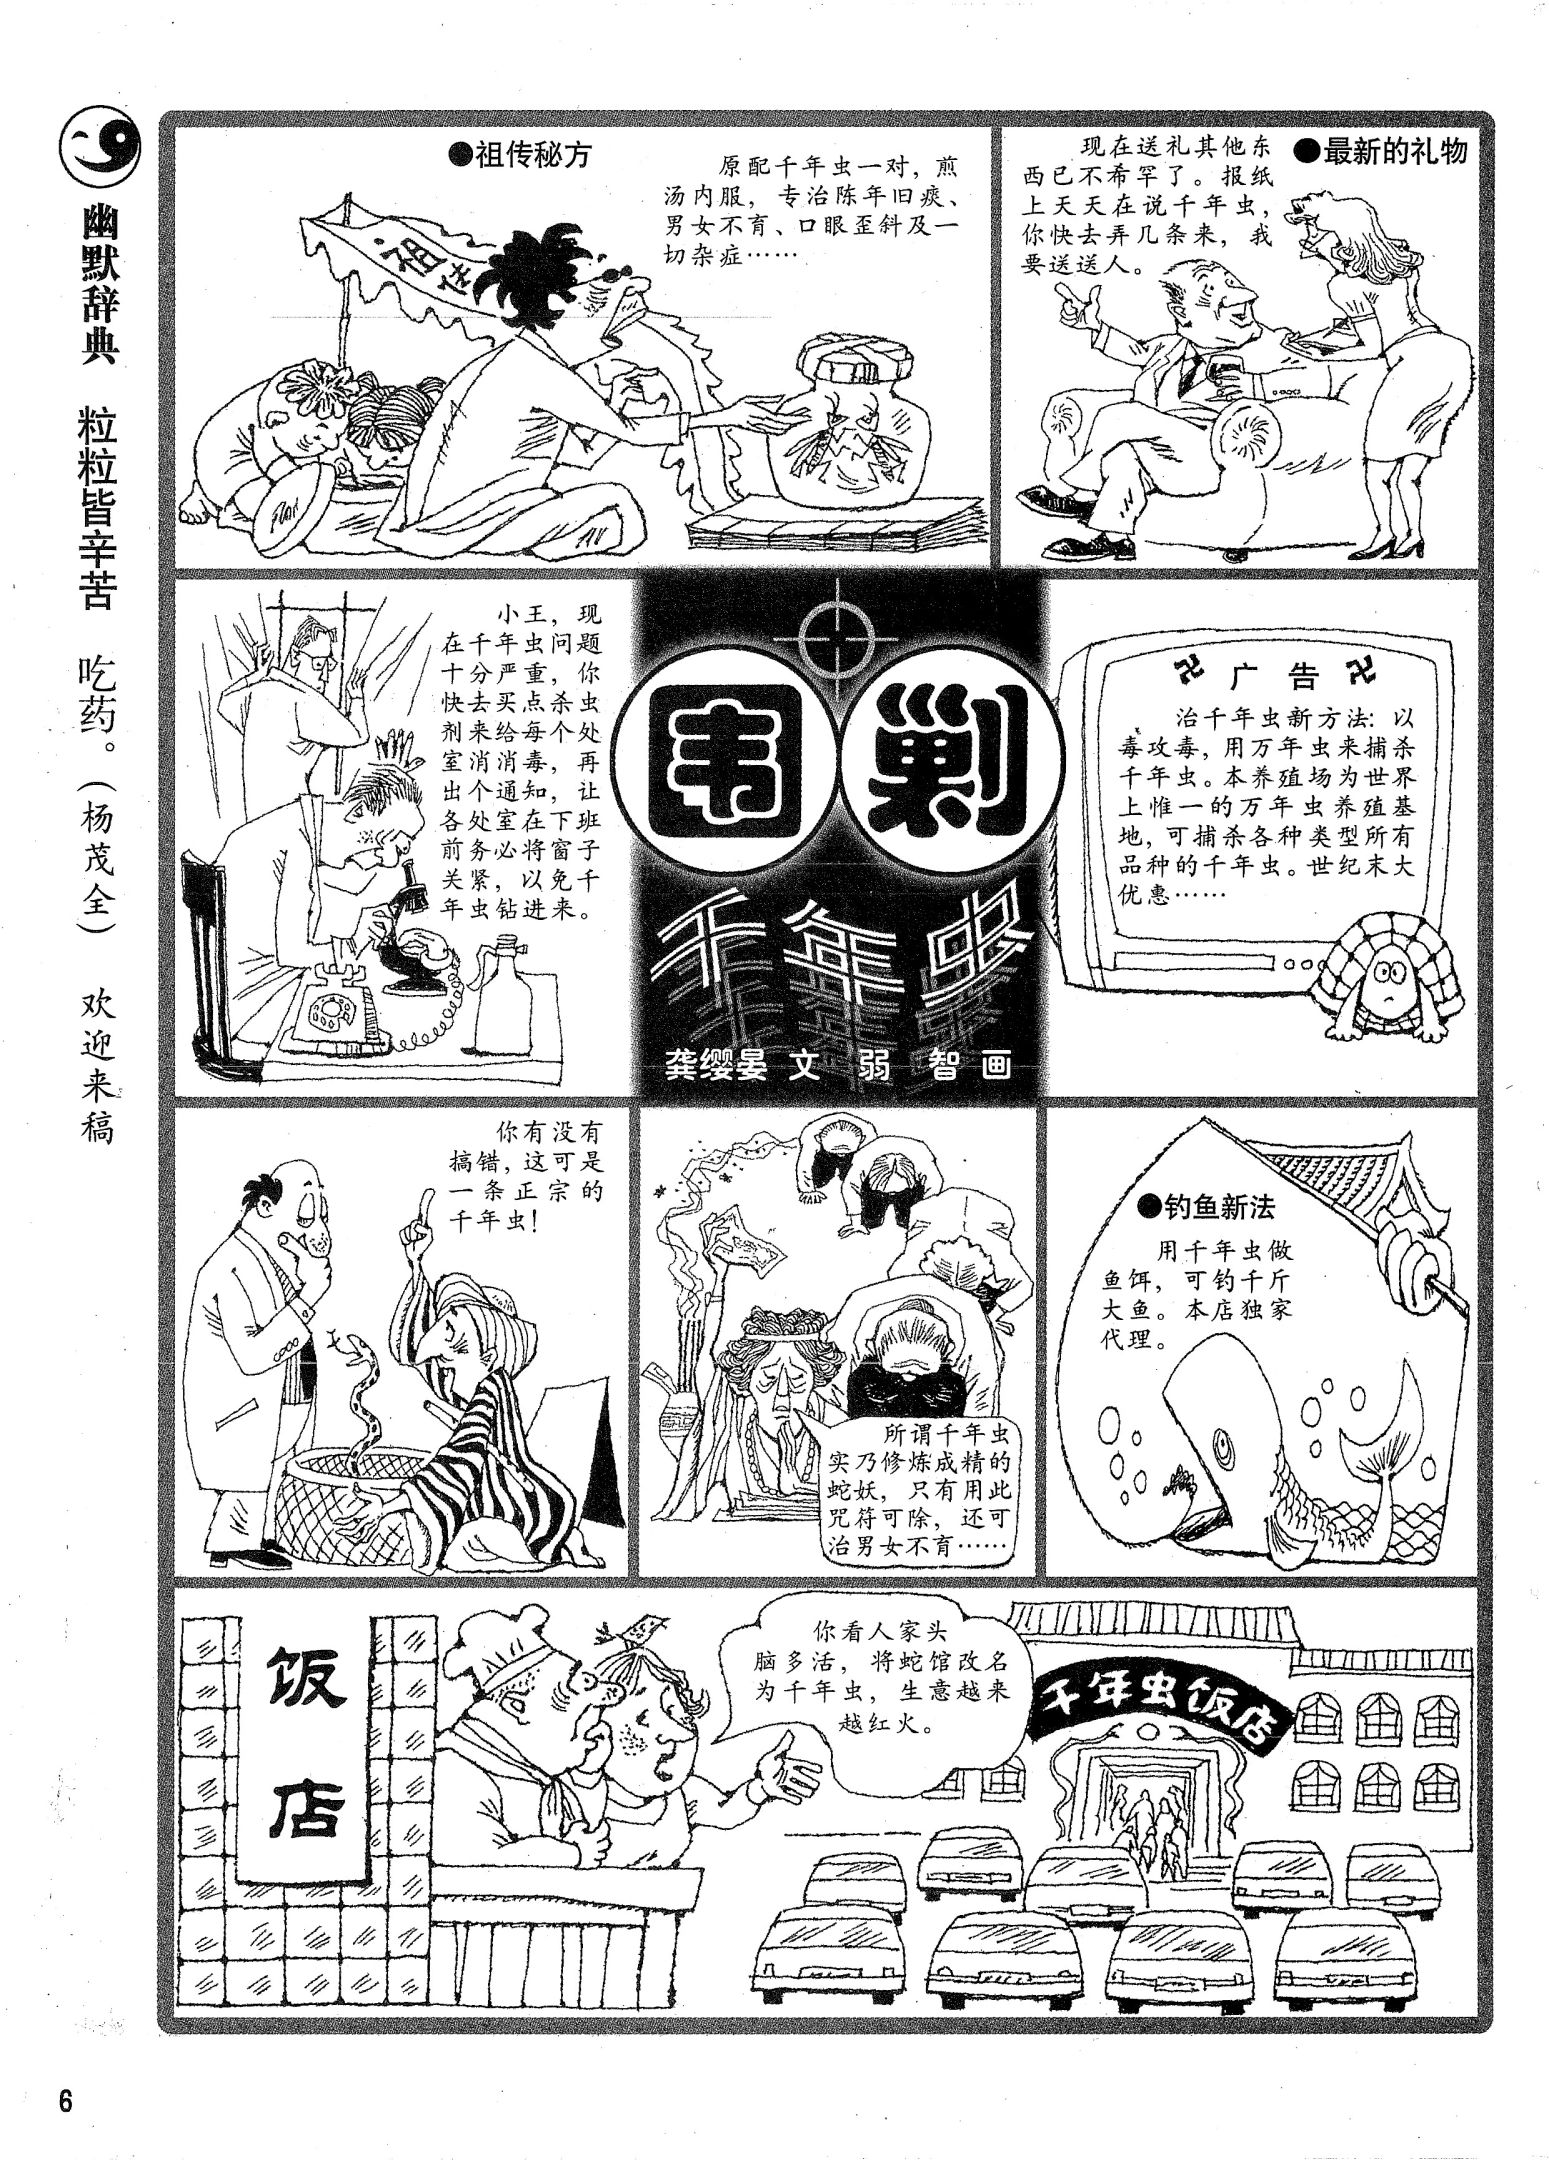 幽默辞典 粒粒皆辛苦 吃药。(杨茂全) 欢迎来稿
●祖传秘方
原配千年虫一对,煎
汤内服,专治陈年旧痰、
男女不育、口眼歪斜及一
切杂症……
祖传
●最新的礼物
现在送礼其他东
西已不希罕了。报纸
上天天在说千年虫,
你快去弄几条来,我
要送送人。
小王,现
在千年虫问题
十分严重,你
快去买点杀虫
剂来给每个处
室消消毒,再
出个通知,让
各处室在下班
前务必将窗子
关紧,以免千
年虫钻进来。
围剿
千年虫
龚缨晏 文 弱智 画
卐 广告 卐
治千年虫新方法:以
毒攻毒,用万年虫来捕杀
千年虫。本养殖场为世界
上惟一的万年虫养殖基
地,可捕杀各种类型所有
品种的千年虫。世纪末大
优惠……
你有没有
搞错,这可是
一条正宗的
千年虫!
所谓千年虫
实乃修炼成精的
蛇妖,只有用此
咒符可除,还可
治男女不育……
●钓鱼新法
用千年虫做
鱼饵,可钓千斤
大鱼。本店独家
代理。
饭店
你看人家头
脑多活,将蛇馆改名
为千年虫,生意越来
越红火。
千年虫饭店
6